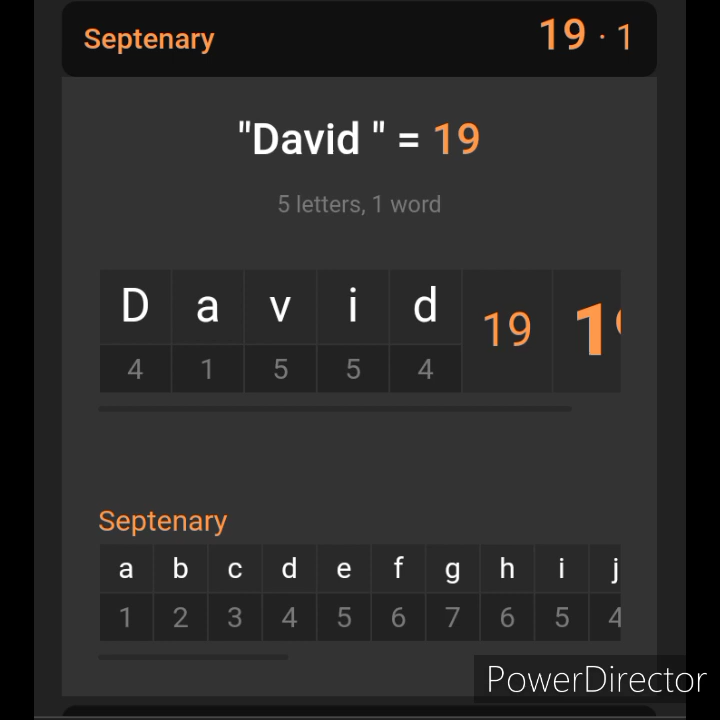 Septenary 19 · 1
"David " = 19
5 letters, 1 word
D a v i d 19
4 1 5 5 4
Septenary
a b c d e f g h i j
1 2 3 4 5 6 7 6 5 4
PowerDirector